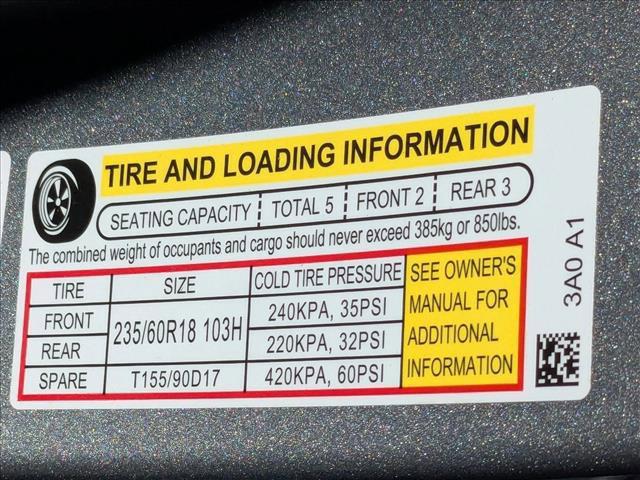 TIRE AND LOADING INFORMATION
SEATING CAPACITY TOTAL 5 FRONT 2 REAR 3
The combined weight of occupants and cargo should never exceed 385kg or 850lbs.
TIRE SIZE COLD TIRE PRESSURE
FRONT 235/60R18 103H 240KPA, 35PSI
REAR 220KPA, 32PSI
SPARE T155/90D17 420KPA, 60PSI
SEE OWNER'S
MANUAL FOR
ADDITIONAL
INFORMATION
3A0 A1